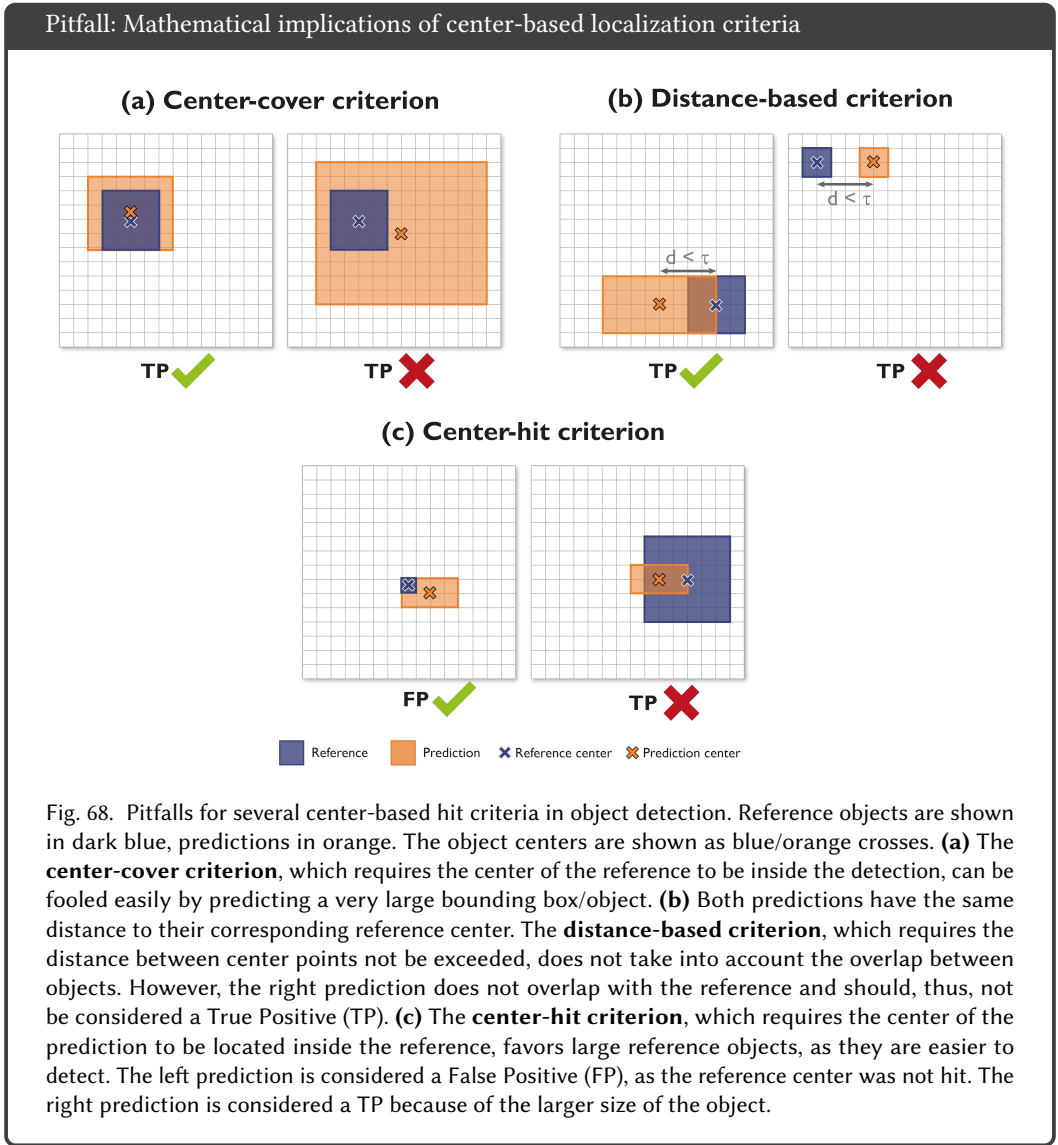 Pitfall: Mathematical implications of center-based localization criteria
(a) Center-cover criterion
(b) Distance-based criterion
d < τ
d < τ
TP
TP
TP
TP
(c) Center-hit criterion
FP
TP
Reference
Prediction
Reference center
Prediction center
Fig. 68. Pitfalls for several center-based hit criteria in object detection. Reference objects are shown
in dark blue, predictions in orange. The object centers are shown as blue/orange crosses. (a) The
center-cover criterion, which requires the center of the reference to be inside the detection, can be
fooled easily by predicting a very large bounding box/object. (b) Both predictions have the same
distance to their corresponding reference center. The distance-based criterion, which requires the
distance between center points not be exceeded, does not take into account the overlap between
objects. However, the right prediction does not overlap with the reference and should, thus, not
be considered a True Positive (TP). (c) The center-hit criterion, which requires the center of the
prediction to be located inside the reference, favors large reference objects, as they are easier to
detect. The left prediction is considered a False Positive (FP), as the reference center was not hit. The
right prediction is considered a TP because of the larger size of the object.